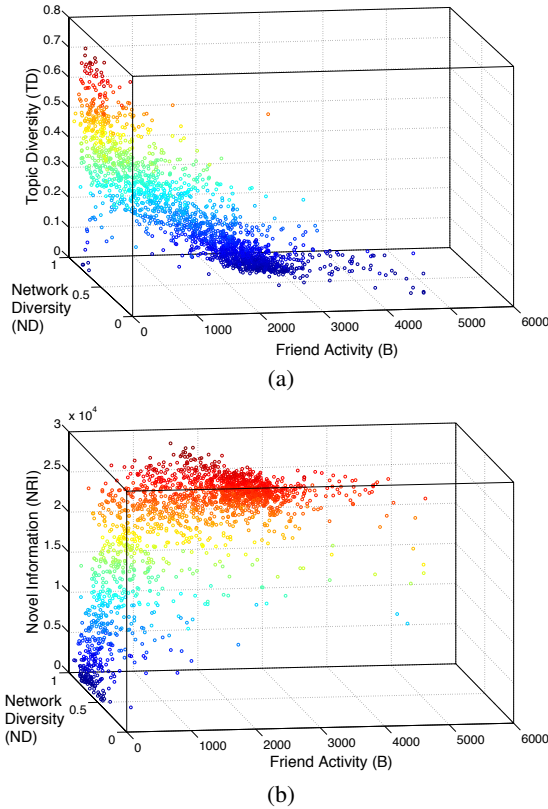 0.8
0.7
0.6
0.5
0.4
0.3
0.2
0.1
0
Topic Diversity (TD)
1
0.5
0
Network
Diversity
(ND)
0
1000
2000
3000
4000
5000
6000
Friend Activity (B)
(a)
x 10^4
3
2.5
2
1.5
1
0.5
0
Novel Information (NRI)
1
0.5
0
Network
Diversity
(ND)
0
1000
2000
3000
4000
5000
6000
Friend Activity (B)
(b)